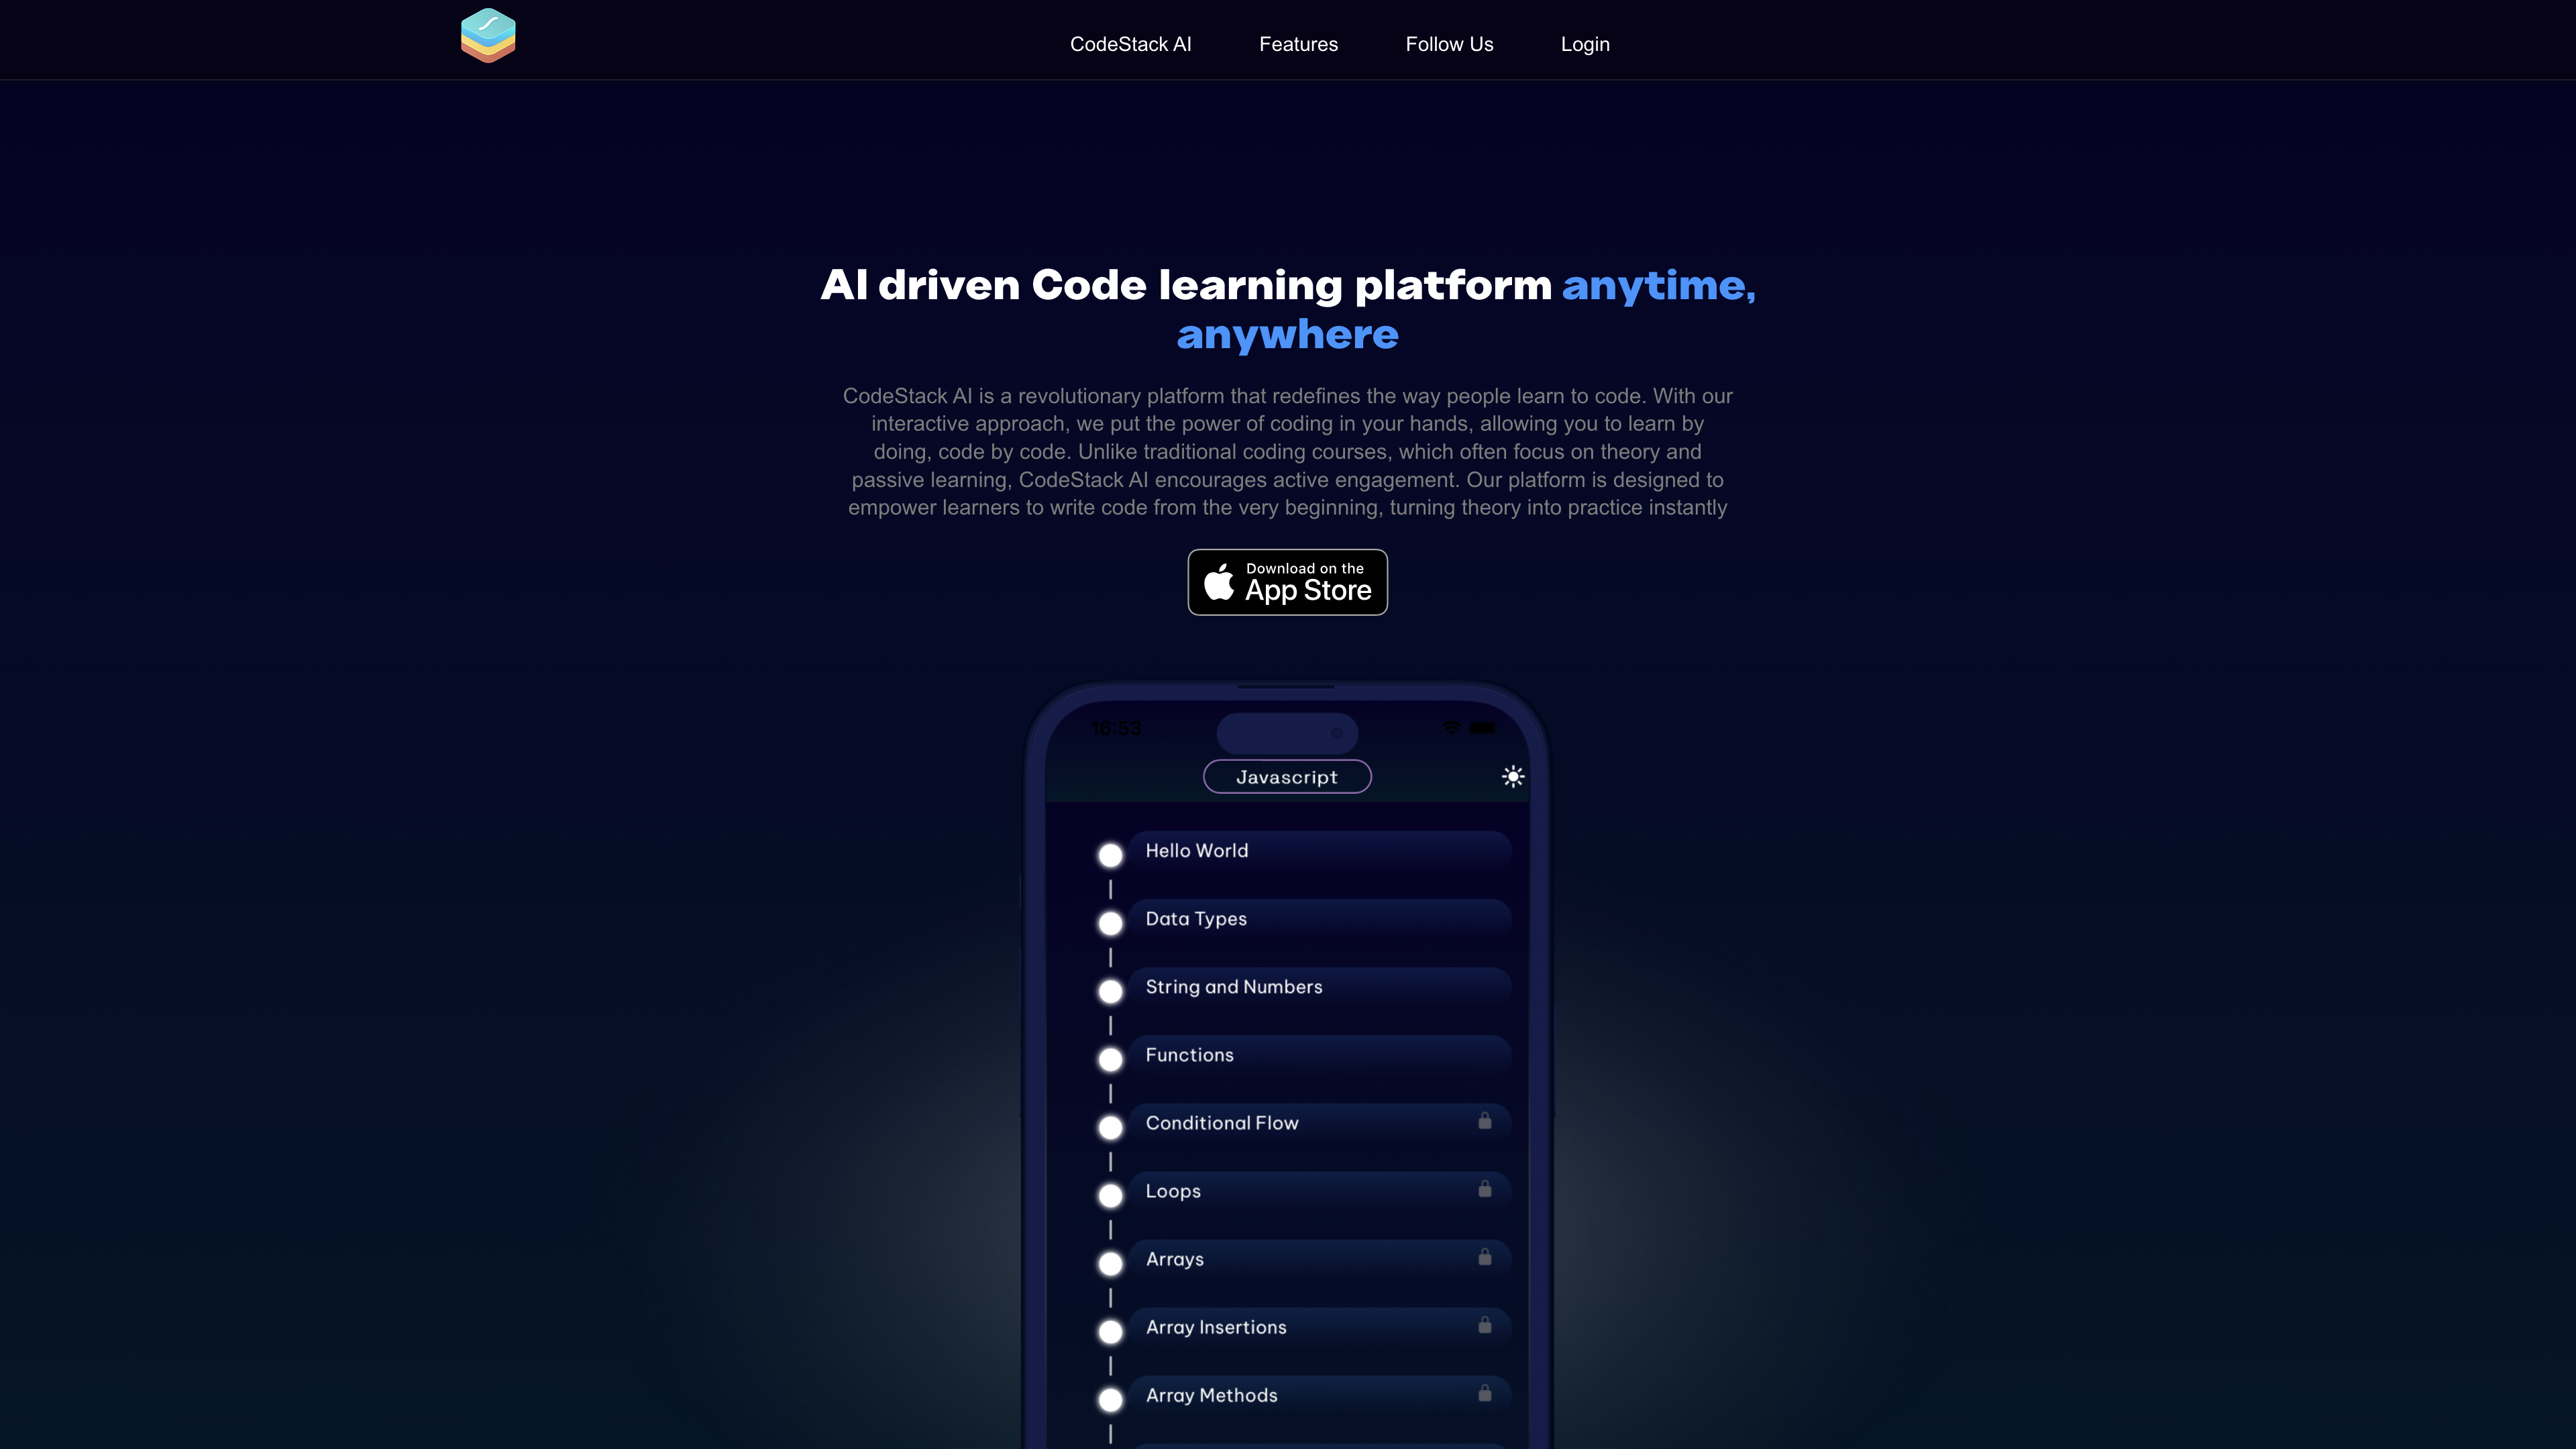 CodeStack AI
Features
Follow Us
Login
AI driven Code learning platform anytime,
anywhere
CodeStack AI is a revolutionary platform that redefines the way people learn to code. With our
interactive approach, we put the power of coding in your hands, allowing you to learn by
doing, code by code. Unlike traditional coding courses, which often focus on theory and
passive learning, CodeStack AI encourages active engagement. Our platform is designed to
empower learners to write code from the very beginning, turning theory into practice instantly
Download on the
App Store
16:53
Javascript
Hello World
Data Types
String and Numbers
Functions
Conditional Flow
Loops
Arrays
Array Insertions
Array Methods